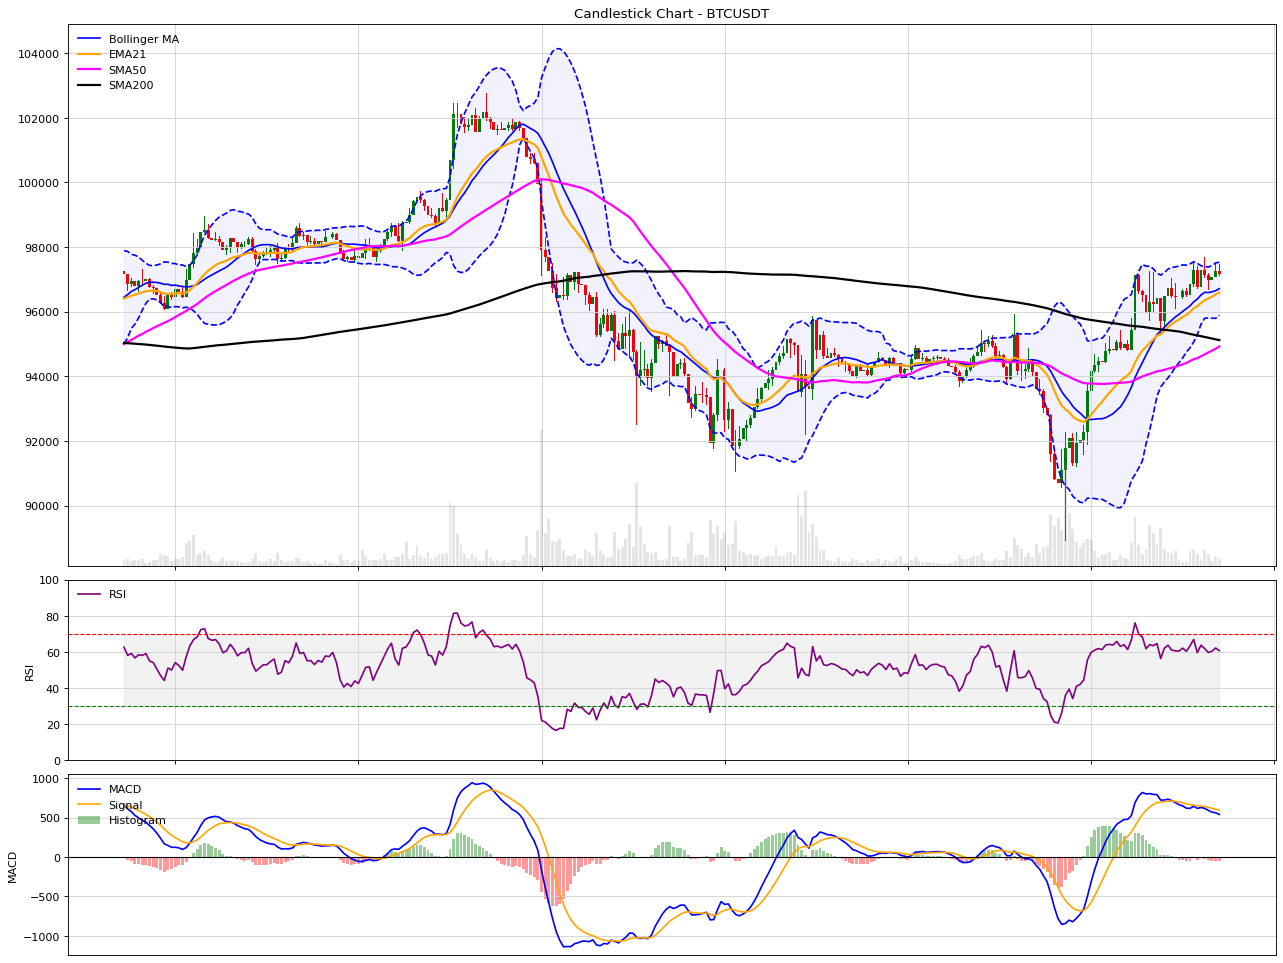 Candlestick Chart - BTCUSDT
Bollinger MA
EMA21
SMA50
SMA200
104000
102000
100000
98000
96000
94000
92000
90000
RSI
100
80
60
40
20
0
RSI
MACD
Signal
Histogram
1000
500
0
−500
−1000
MACD